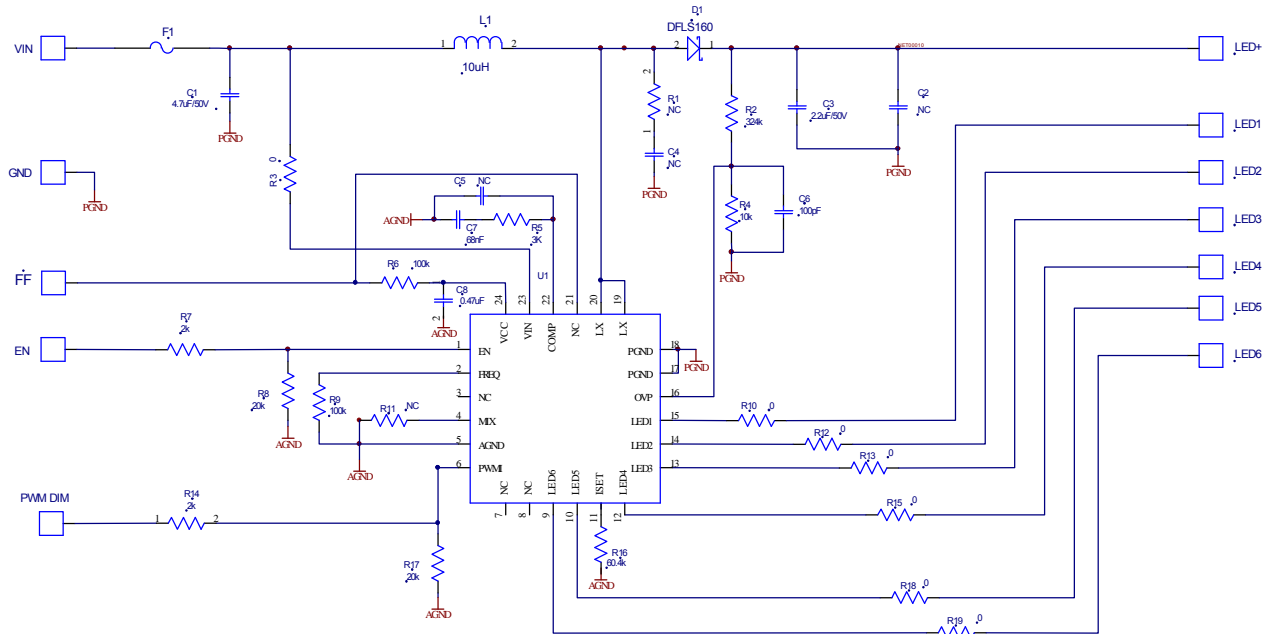 D1
DFLS160
L1
F1
VIN
1
2
2
1
NET00010
LED+
10uH
C1
4.7uF/50V
PGND
2
R1
NC
1
C4
NC
PGND
R2
324k
C3
2.2uF/50V
C2
NC
PGND
LED1
GND
PGND
R3
0
LED2
C5
NC
AGND
C7
68nF
R5
3K
R4
10k
C6
100pF
PGND
LED3
FF
R6
100k
U1
C8
0.47uF
2
AGND
LED4
24
23
22
21
20
19
VCC
VIN
COMP
NC
LX
LX
LED5
R7
2k
EN
1
EN
PGND
18
PGND
LED6
2
FREQ
PGND
17
R8
20k
AGND
R9
100k
3
NC
OVP
16
R11
NC
4
MIX
LED1
15
R10
0
AGND
5
AGND
LED2
14
R12
0
6
PWMI
LED3
13
R13
0
NC
NC
LED6
LED5
ISET
LED4
7
8
9
10
11
12
PWM DIM
1
R14
2k
2
R15
0
R16
60.4k
AGND
R17
20k
AGND
R18
0
R19
0